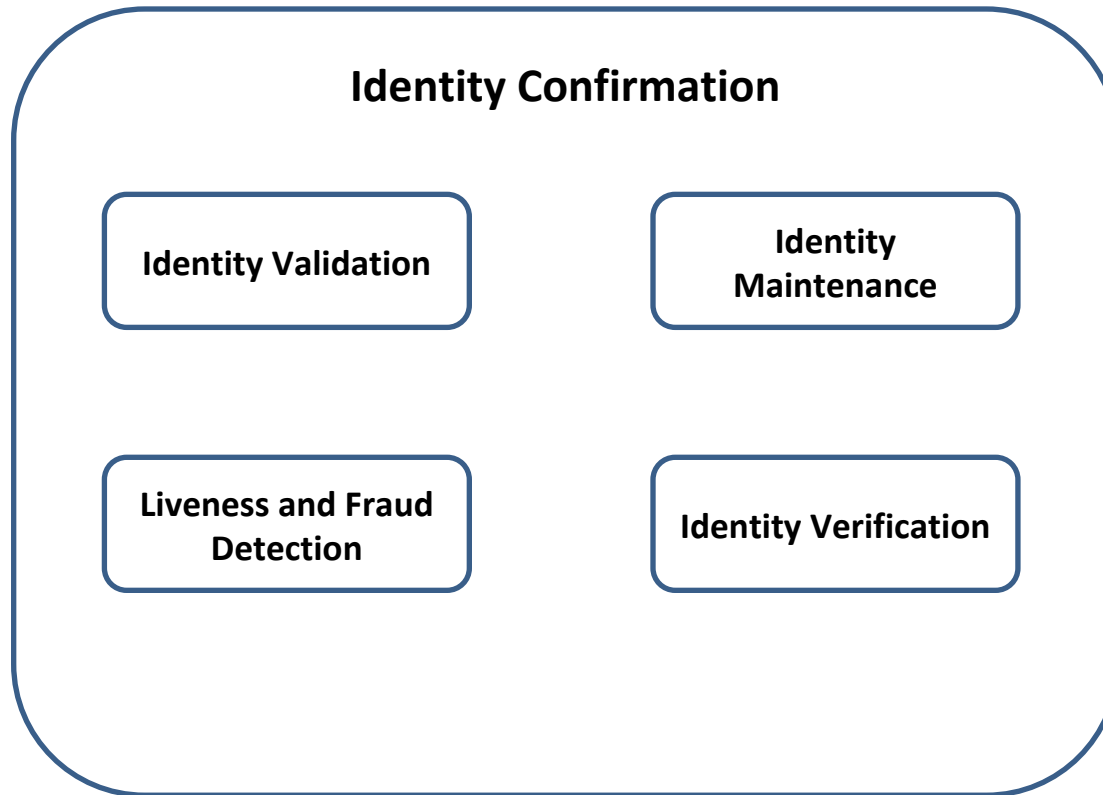 Identity Confirmation
Identity Validation
Identity
Maintenance
Liveness and Fraud
Detection
Identity Verification